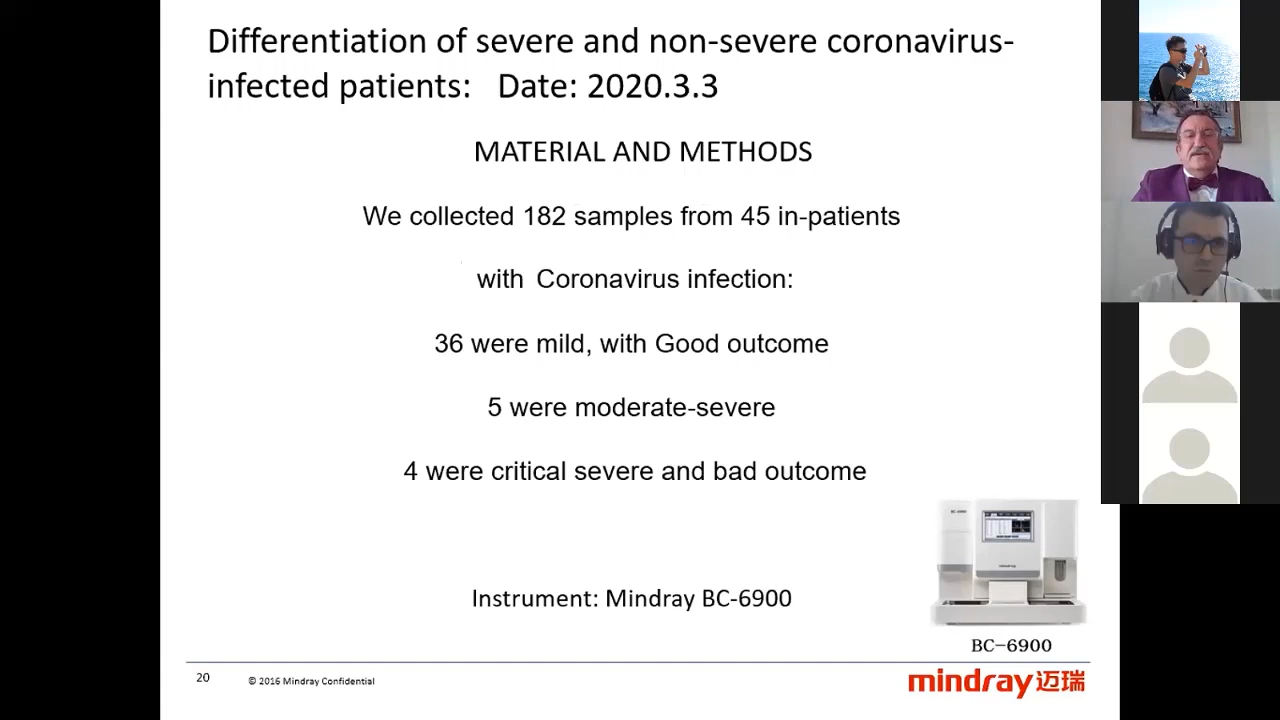 Differentiation of severe and non-severe coronavirus-
infected patients: Date: 2020.3.3
MATERIAL AND METHODS
We collected 182 samples from 45 in-patients
with Coronavirus infection:
36 were mild, with Good outcome
5 were moderate-severe
4 were critical severe and bad outcome
Instrument: Mindray BC-6900
BC-6900
20
© 2016 Mindray Confidential
mindray迈瑞